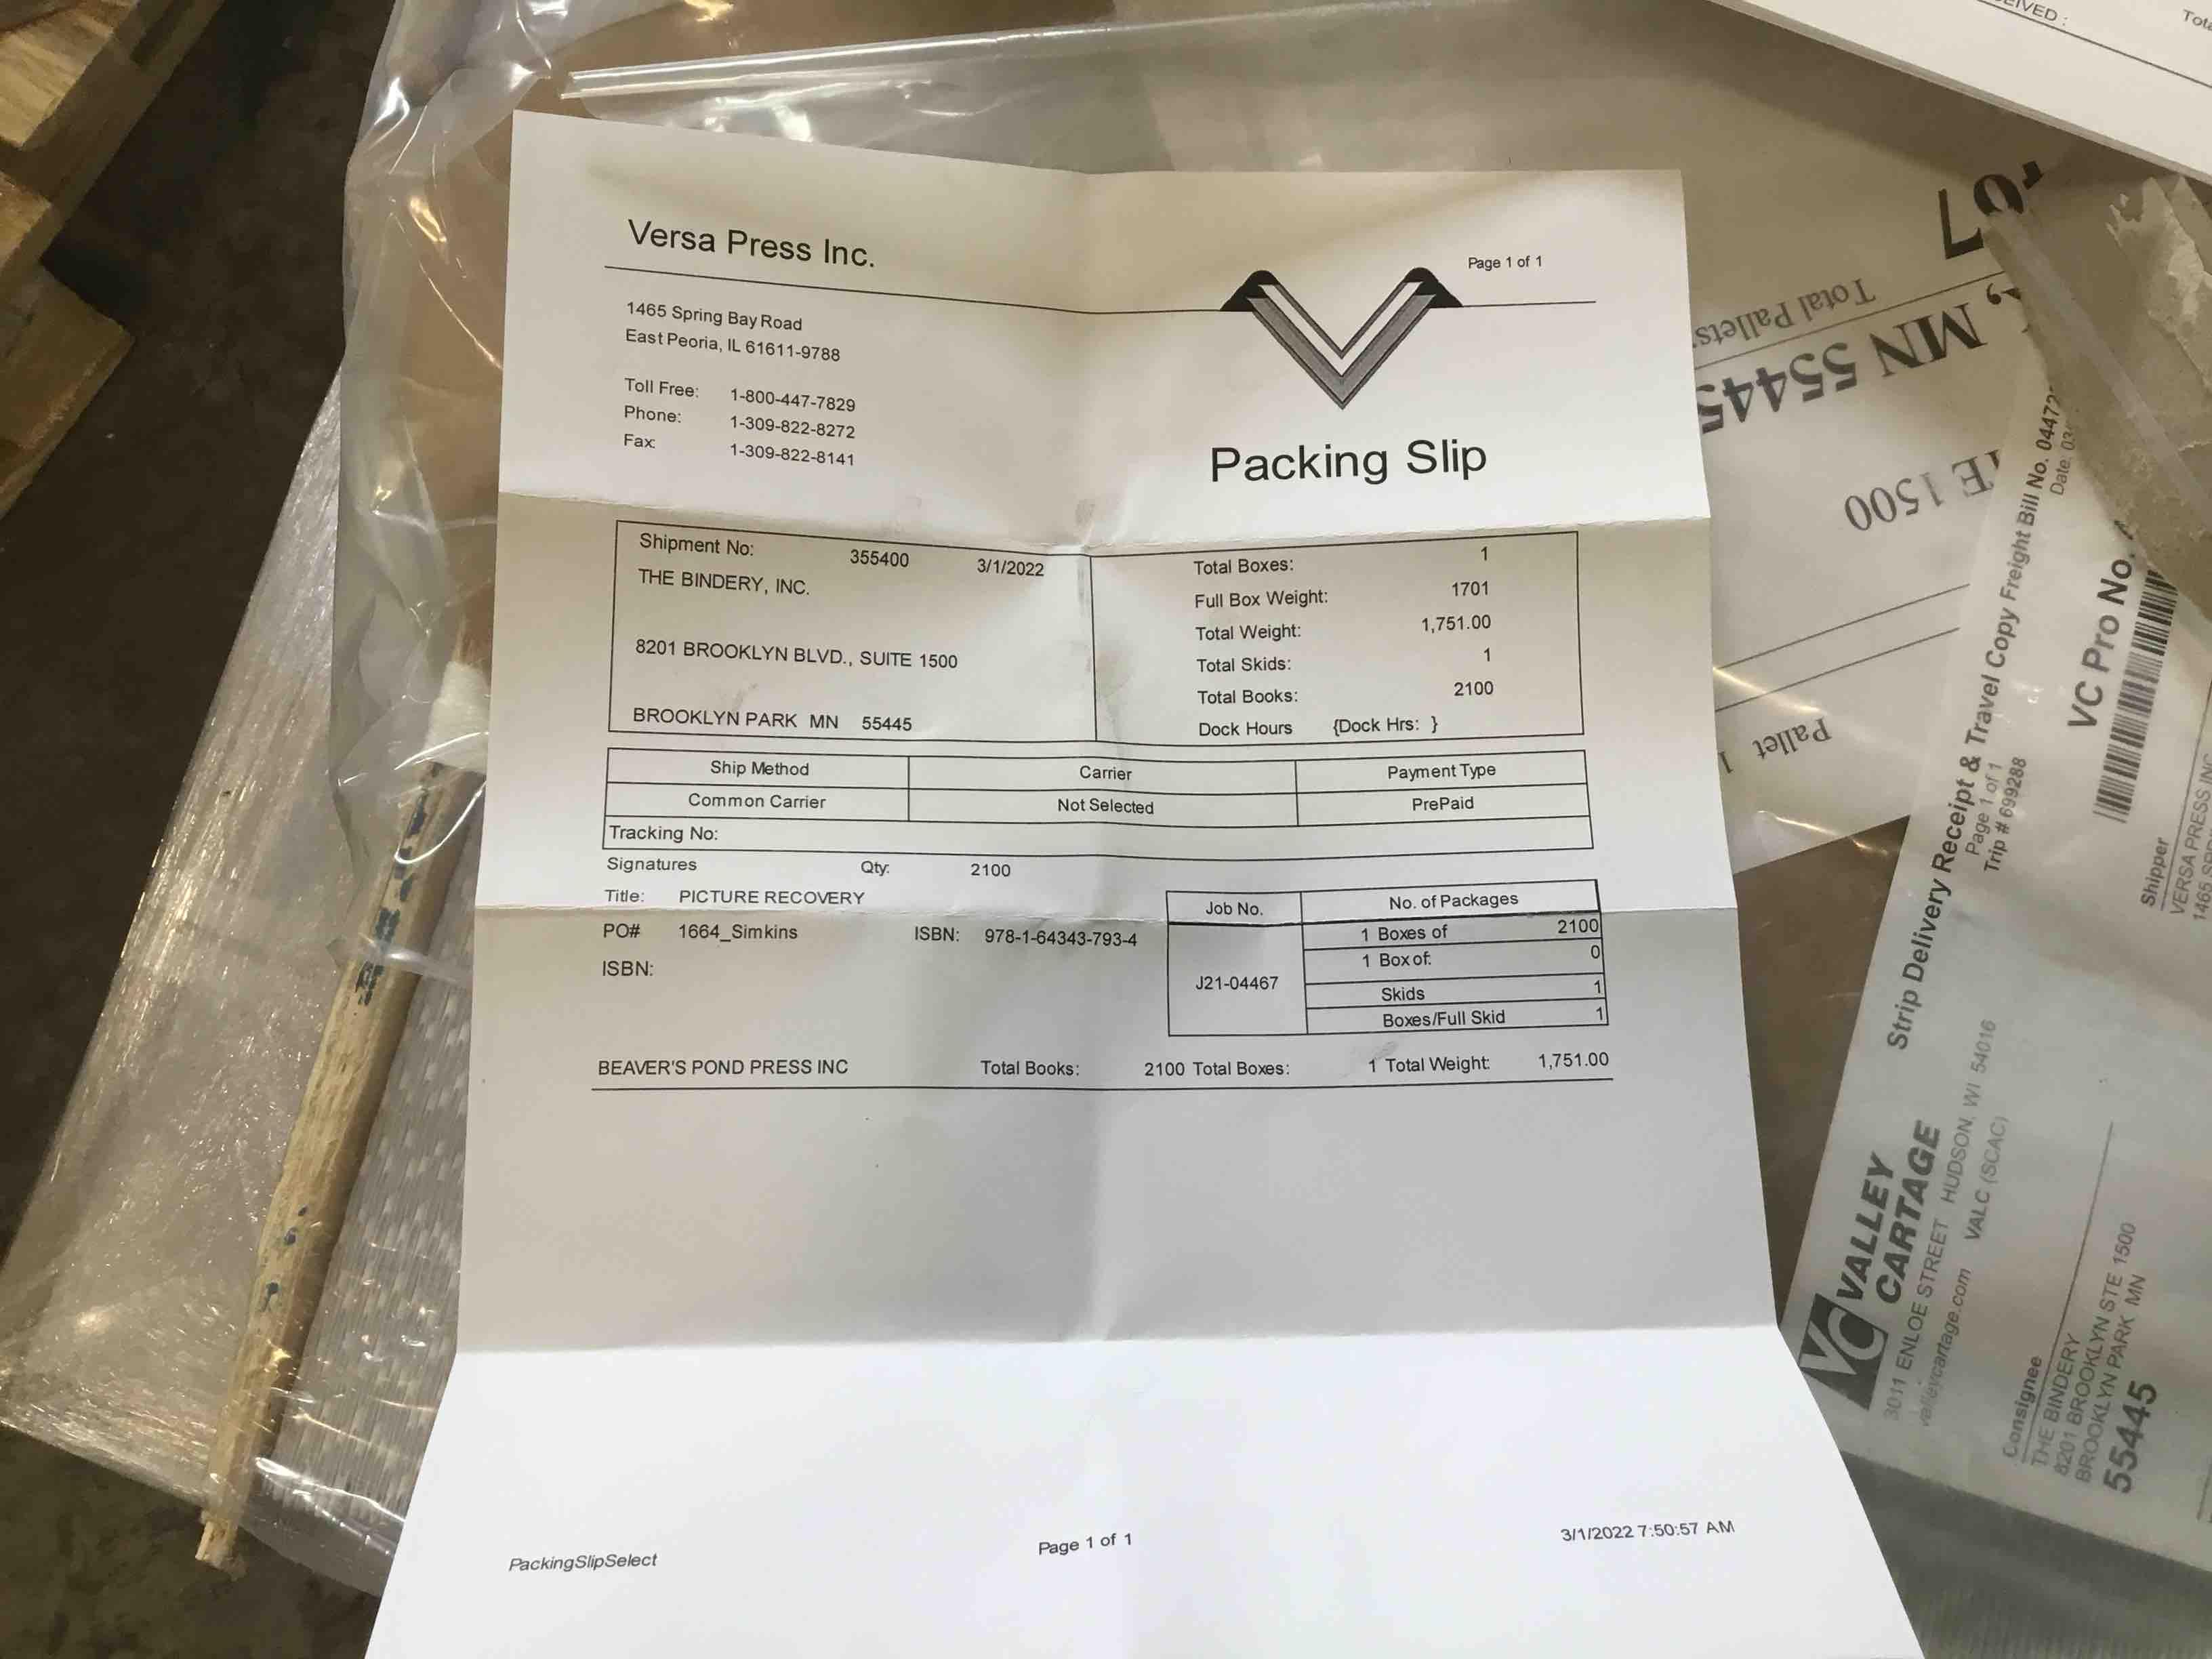 Versa Press Inc.
Page 1 of 1
1465 Spring Bay Road
East Peoria, IL 61611-9788
Toll Free: 1-800-447-7829
Phone: 1-309-822-8272
Fax: 1-309-822-8141
Packing Slip
Shipment No: 355400 3/1/2022
THE BINDERY, INC.
8201 BROOKLYN BLVD., SUITE 1500
BROOKLYN PARK MN 55445
Total Boxes: 1
Full Box Weight: 1701
Total Weight: 1,751.00
Total Skids: 1
Total Books: 2100
Dock Hours {Dock Hrs: }
Ship Method Carrier Payment Type
Common Carrier Not Selected PrePaid
Tracking No:
Signatures Qty: 2100
Title: PICTURE RECOVERY
PO# 1664_Simkins ISBN: 978-1-64343-793-4
ISBN:
Job No. No. of Packages
J21-04467
1 Boxes of 2100
1 Box of: 0
Skids 1
Boxes/Full Skid 1
BEAVER'S POND PRESS INC Total Books: 2100 Total Boxes: 1 Total Weight: 1,751.00
PackingSlipSelect Page 1 of 1 3/1/2022 7:50:57 AM
Total Pallets:
MN 55445
1500
Pallet 1
Strip Delivery Receipt & Travel Copy Freight Bill No.
Page 1 of 1
Date:
Trip # 699288
VC Pro No.
Shipper
VERSA PRESS INC
1465
VC VALLEY
CARTAGE
3011 ENLOE STREET HUDSON, WI 54016
valleycartage.com VALC (SCAC)
Consignee
THE BINDERY
8201 BROOKLYN STE 1500
BROOKLYN PARK MN
55445